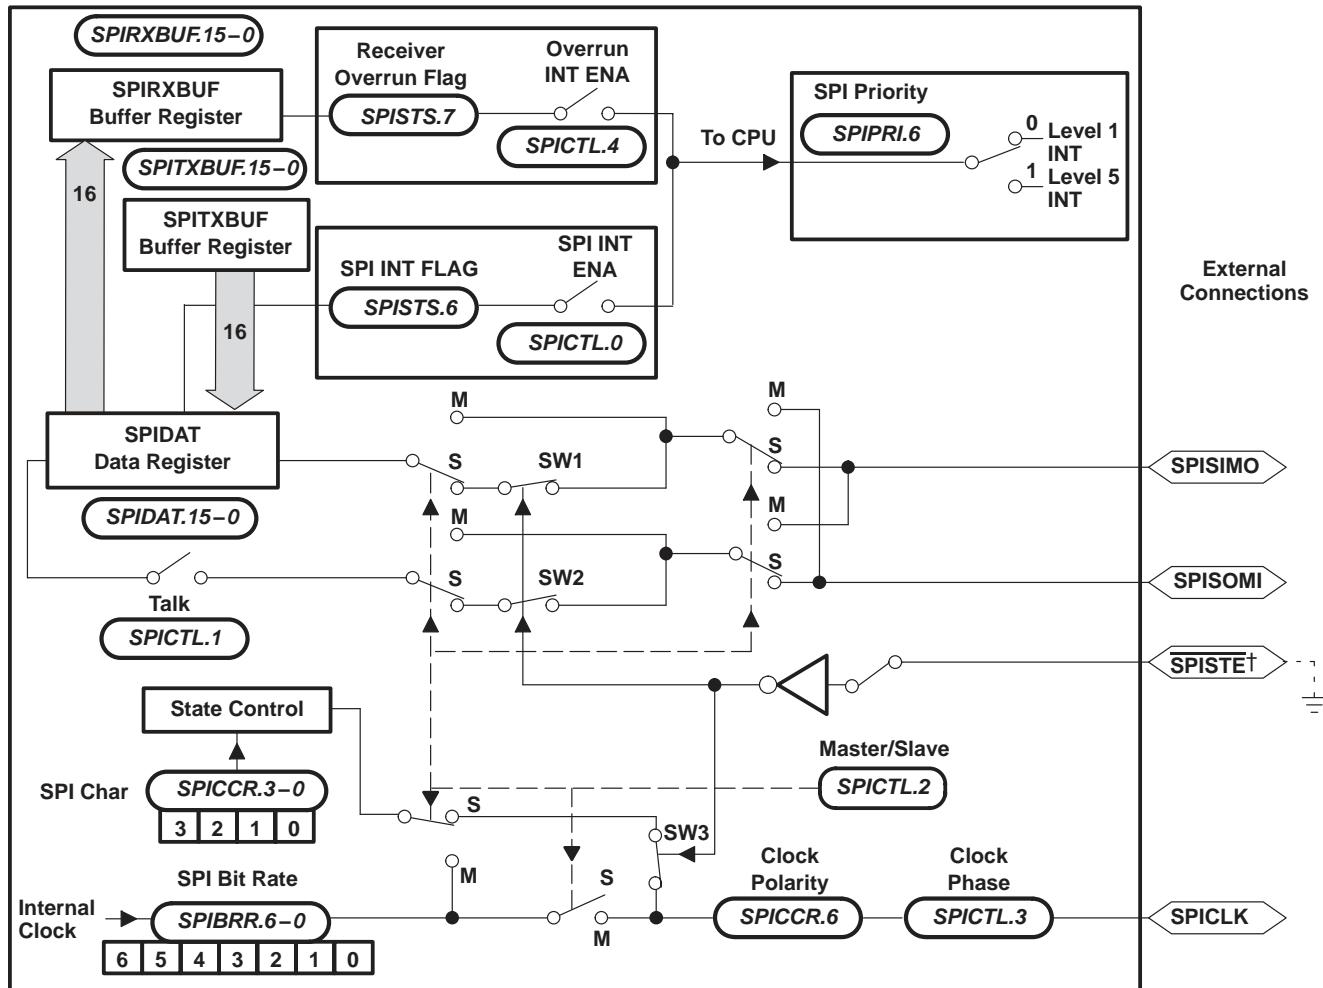 SPIRXBUF.15−0
SPIRXBUF
Buffer Register
SPITXBUF.15−0
16
SPITXBUF
Buffer Register
16
Receiver
Overrun Flag
SPISTS.7
Overrun
INT ENA
SPICTL.4
To CPU
SPI Priority
SPIPRI.6
0
Level 1
INT
1
Level 5
INT
SPI INT FLAG
SPISTS.6
SPI INT
ENA
SPICTL.0
External
Connections
SPIDAT
Data Register
SPIDAT.15−0
M
S
SW1
M
S
SPISIMO
M
S
SW2
M
S
SPISOMI
Talk
SPICTL.1
SPISTE†
State Control
Master/Slave
SPICTL.2
SPI Char
SPICCR.3−0
3 2 1 0
S
M
SW3
SPI Bit Rate
Internal
Clock
SPIBRR.6−0
6 5 4 3 2 1 0
S
M
Clock
Polarity
SPICCR.6
Clock
Phase
SPICTL.3
SPICLK